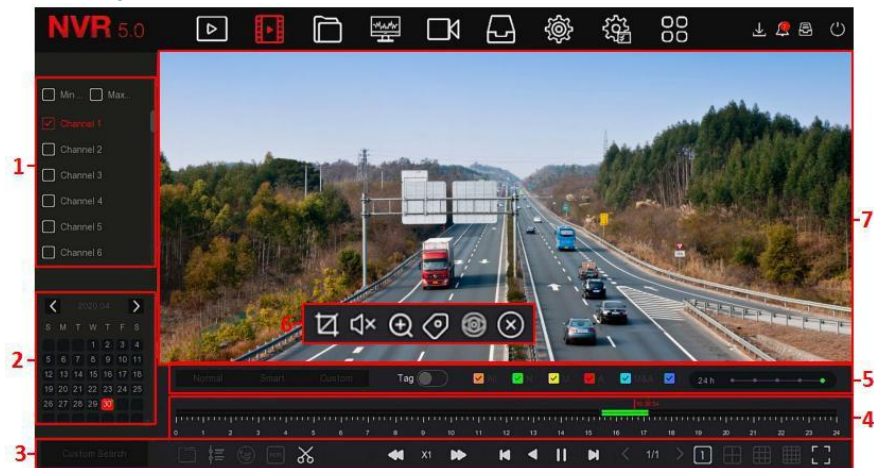 NVR 5.0
Min... Max..
Channel 1
Channel 2
Channel 3
Channel 4
Channel 5
Channel 6
1
7
6
2020-04
S M T W T F S
1 2 3 4
5 6 7 8 9 10 11
12 13 14 15 16 17 18
19 20 21 22 23 24 25
26 27 28 29 30
2
Normal Smart Custom Tag N M A M&A 24 h
5
0 1 2 3 4 5 6 7 8 9 10 11 12 13 14 15 16 17 18 19 20 21 22 23 24
4
3
Custom Search X1 1/1 1